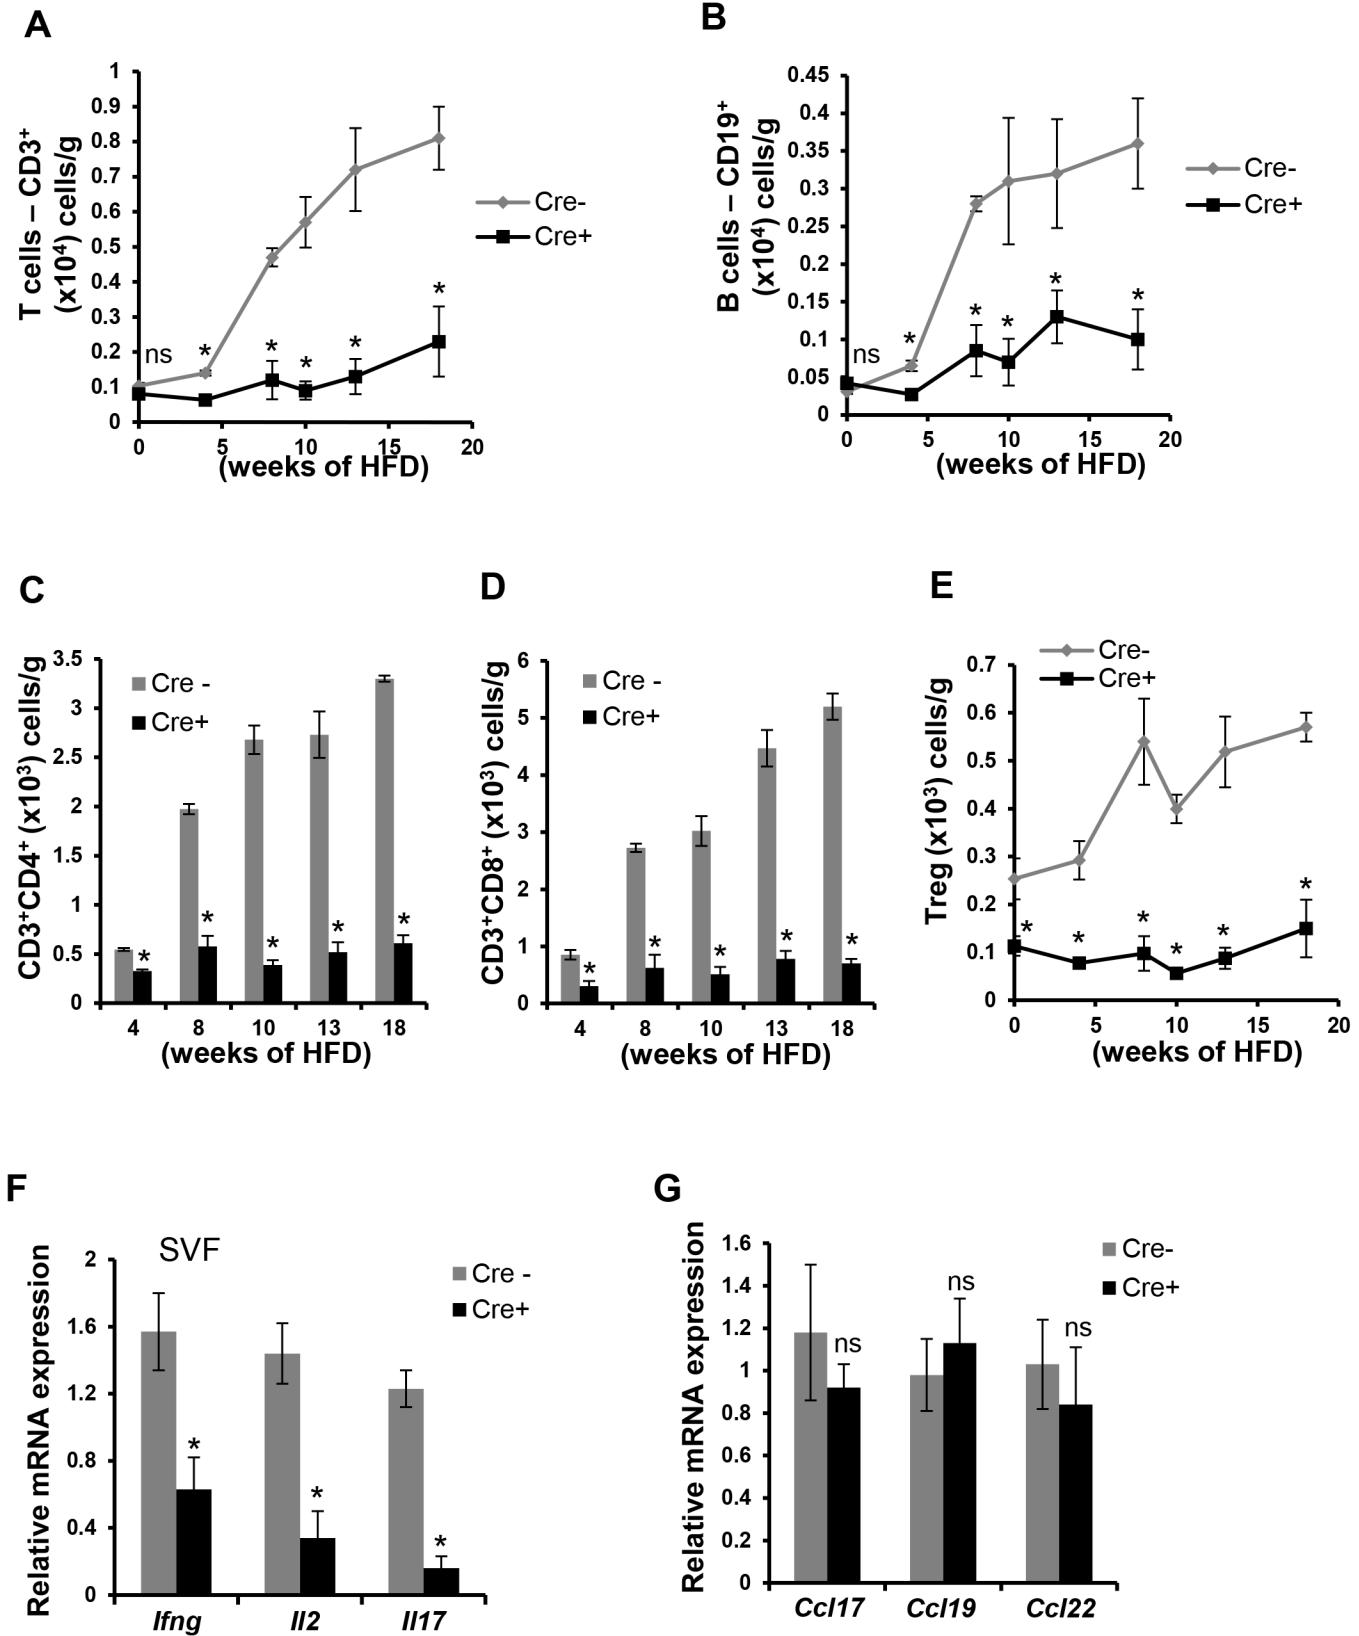 A
T cells – CD3⁺
(x10⁴) cells/g
1
0.9
0.8
0.7
0.6
0.5
0.4
0.3
0.2
0.1
0
ns
*
*
*
*
*
Cre-
Cre+
0 5 10 15 20
(weeks of HFD)
B
B cells – CD19⁺
(x10⁴) cells/g
0.45
0.4
0.35
0.3
0.25
0.2
0.15
0.1
0.05
0
ns
*
*
*
*
*
Cre-
Cre+
0 5 10 15 20
(weeks of HFD)
C
CD3⁺CD4⁺ (x10³) cells/g
3.5
3
2.5
2
1.5
1
0.5
0
Cre -
Cre+
*
*
*
*
*
4 8 10 13 18
(weeks of HFD)
D
CD3⁺CD8⁺ (x10³) cells/g
6
5
4
3
2
1
0
Cre -
Cre+
*
*
*
*
*
4 8 10 13 18
(weeks of HFD)
E
Treg (x10³) cells/g
0.7
0.6
0.5
0.4
0.3
0.2
0.1
0
Cre-
Cre+
*
*
*
*
*
*
0 5 10 15 20
(weeks of HFD)
F
SVF
Relative mRNA expression
2
1.6
1.2
0.8
0.4
0
Cre -
Cre+
*
*
*
Ifng Il2 Il17
G
Relative mRNA expression
1.6
1.4
1.2
1
0.8
0.6
0.4
0.2
0
Cre-
Cre+
ns
ns
ns
Ccl17 Ccl19 Ccl22